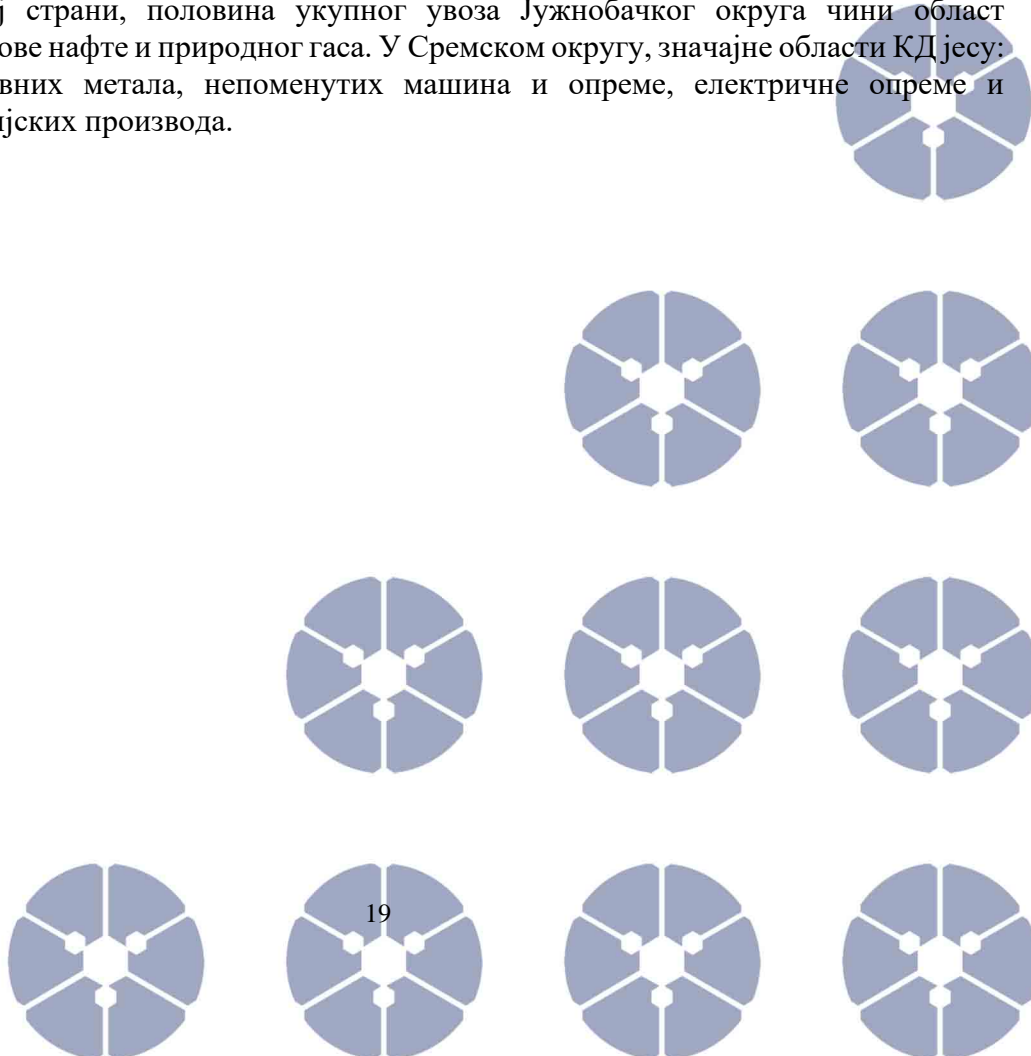 ј страни, половина укупног увоза Јужнобачког округа чини област
ове нафте и природног гаса. У Сремском округу, значајне области КД јесу:
вних метала, непоменутих машина и опреме, електричне опреме и
јских производа.
19